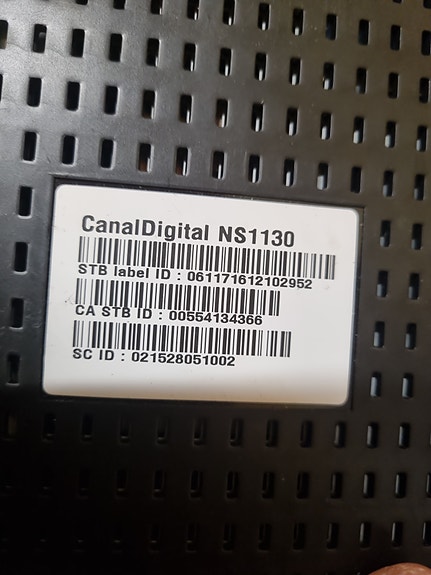 CanalDigital NS1130
STB label ID : 061171612102952
CA STB ID : 00554134366
SC ID : 021528051002